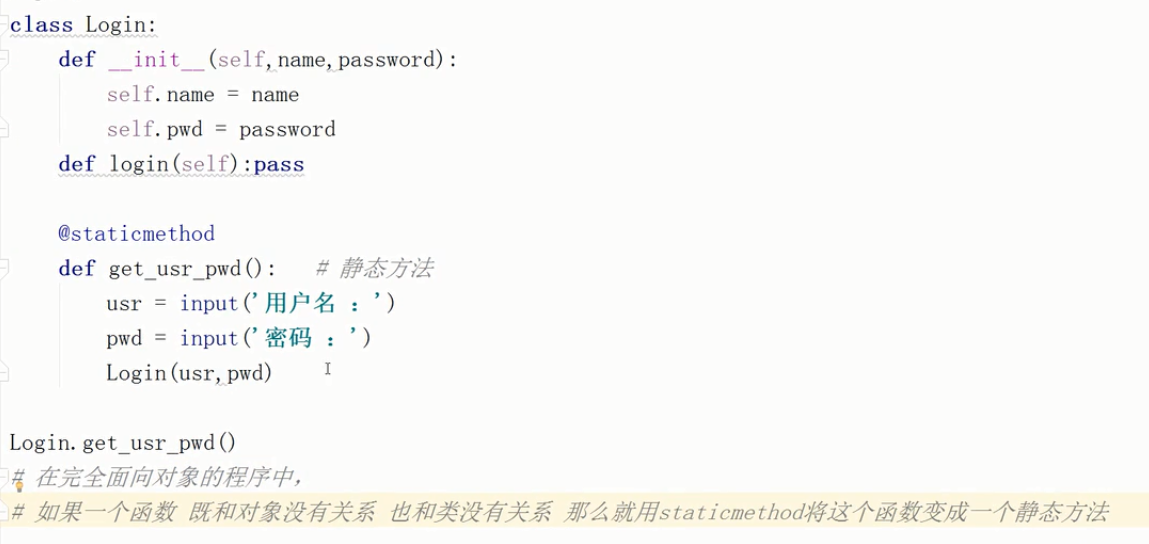 class Login:
    def __init__(self,name,password):
        self.name = name
        self.pwd = password
    def login(self):pass
    @staticmethod
    def get_usr_pwd():   # 静态方法
        usr = input('用户名 ：')
        pwd = input('密码 ：')
        Login(usr,pwd)
Login.get_usr_pwd()
# 在完全面向对象的程序中，
# 如果一个函数 既和对象没有关系 也和类没有关系 那么就用staticmethod将这个函数变成一个静态方法